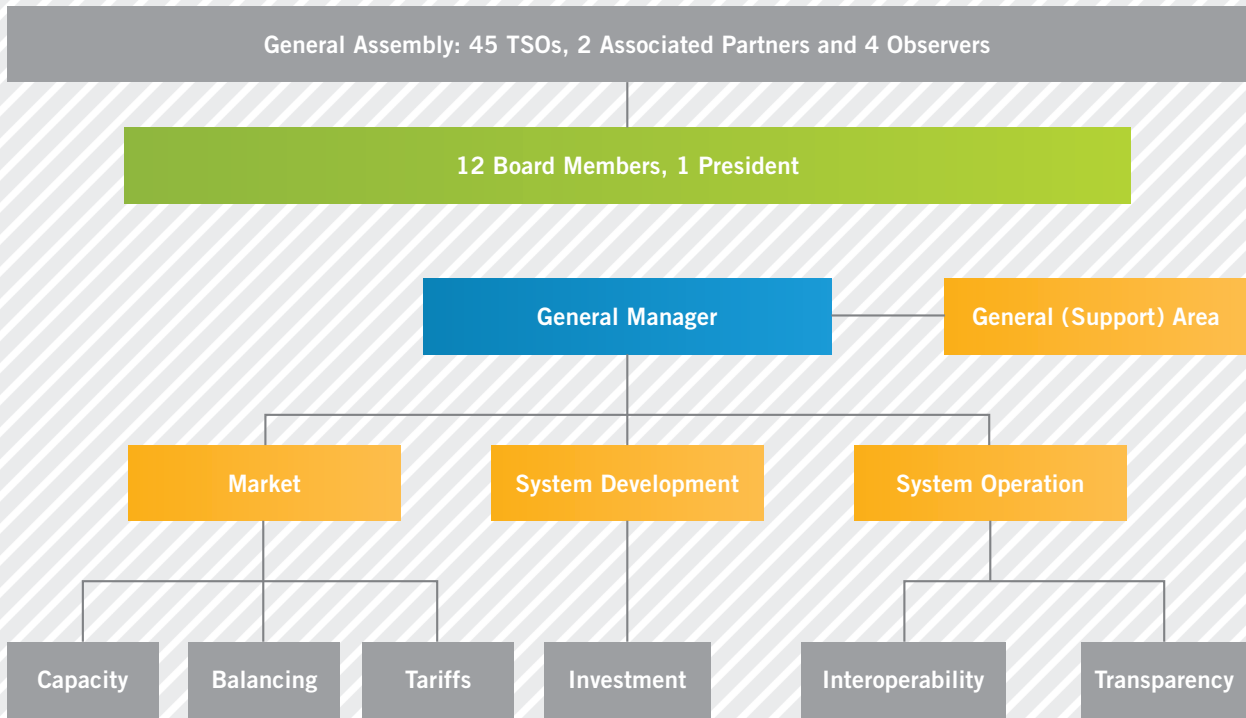 General Assembly: 45 TSOs, 2 Associated Partners and 4 Observers
12 Board Members, 1 President
General Manager
General (Support) Area
Market
System Development
System Operation
Capacity
Balancing
Tariffs
Investment
Interoperability
Transparency